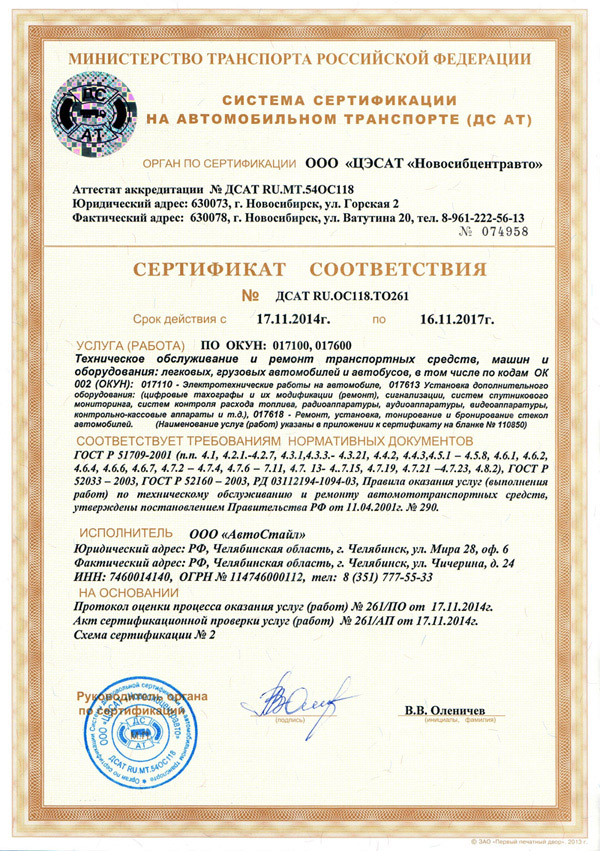 МИНИСТЕРСТВО ТРАНСПОРТА РОССИЙСКОЙ ФЕДЕРАЦИИ
ДС
АТ
СИСТЕМА СЕРТИФИКАЦИИ
НА АВТОМОБИЛЬНОМ ТРАНСПОРТЕ (ДС АТ)
ОРГАН ПО СЕРТИФИКАЦИИ ООО «ЦЭСАТ «Новосибцентравто»
Аттестат аккредитации № ДСАТ RU.МТ.54ОС118
Юридический адрес: 630073, г. Новосибирск, ул. Горская 2
Фактический адрес: 630078, г. Новосибирск, ул. Ватутина 20, тел. 8-961-222-56-13
№ 074958
СЕРТИФИКАТ СООТВЕТСТВИЯ
№ ДСАТ RU.ОС118.ТО261
Срок действия с 17.11.2014г. по 16.11.2017г.
УСЛУГА (РАБОТА) ПО ОКУН: 017100, 017600
Техническое обслуживание и ремонт транспортных средств, машин и
оборудования: легковых, грузовых автомобилей и автобусов, в том числе по кодам ОК
002 (ОКУН): 017110 - Электротехнические работы на автомобиле, 017613 Установка дополнительного
оборудования: (цифровые тахографы и их модификации (ремонт), сигнализации, систем спутникового
мониторинга, систем контроля расхода топлива, радиоаппаратуры, аудиоаппаратуры, видеоаппаратуры,
контрольно-кассовые аппараты и т.д.), 017618 - Ремонт, установка, тонирование и бронирование стекол
автомобилей. (Наименование услуг (работ) указаны в приложении к сертификату на бланке № 110850)
СООТВЕТСТВУЕТ ТРЕБОВАНИЯМ НОРМАТИВНЫХ ДОКУМЕНТОВ
ГОСТ Р 51709-2001 (п.п. 4.1, 4.2.1.-4.2.7, 4.3.1,4.3.3.- 4.3.21, 4.4.2, 4.4.3,4.5.1 – 4.5.8, 4.6.1, 4.6.2,
4.6.4, 4.6.6, 4.6.7, 4.7.2 – 4.7.4, 4.7.6 – 7.11, 4.7. 13- 4..7.15, 4.7.19, 4.7.21 –4.7.23, 4.8.2), ГОСТ Р
52033 – 2003, ГОСТ Р 52160 – 2003, РД 03112194-1094-03, Правила оказания услуг (выполнения
работ) по техническому обслуживанию и ремонту автомототранспортных средств,
утверждены постановлением Правительства РФ от 11.04.2001г. № 290.
ИСПОЛНИТЕЛЬ ООО «АвтоСтайл»
Юридический адрес: РФ, Челябинская область, г. Челябинск, ул. Мира 28, оф. 6
Фактический адрес: РФ, Челябинская область, г. Челябинск, ул. Чичерина, д. 24
ИНН: 7460014140, ОГРН № 114746000112, тел: 8 (351) 777-55-33
НА ОСНОВАНИИ
Протокол оценки процесса оказания услуг (работ) № 261/ПО от 17.11.2014г.
Акт сертификационной проверки услуг (работ) № 261/АП от 17.11.2014г.
Схема сертификации № 2
Руководитель органа
по сертификации
(подпись)
В.В. Оленичев
(инициалы, фамилия)
ООО «ЦЭСАТ «Новосибцентравто»
ДС
М.П.
АТ
ДСАТ RU.МТ.54ОС118
© ЗАО «Первый печатный двор», 2013 г.